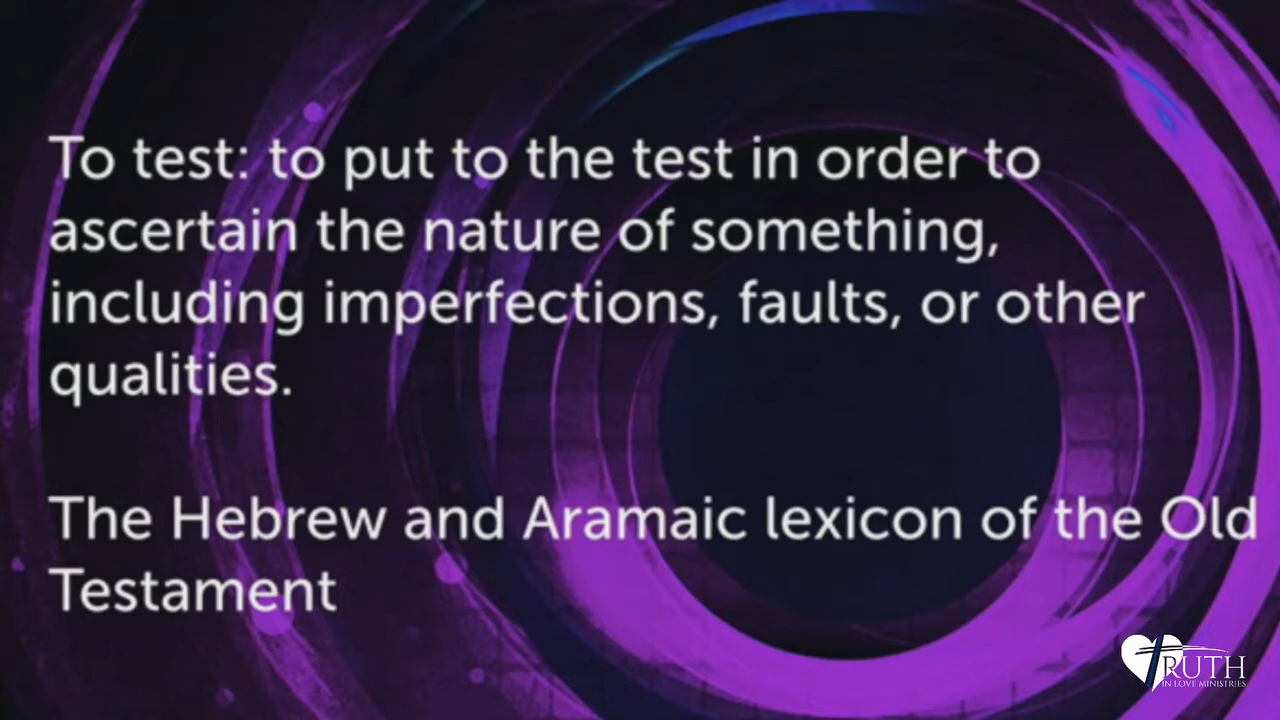 To test: to put to the test in order to
ascertain the nature of something,
including imperfections, faults, or other
qualities.
The Hebrew and Aramaic lexicon of the Old
Testament
TRUTH
IN LOVE MINISTRIES